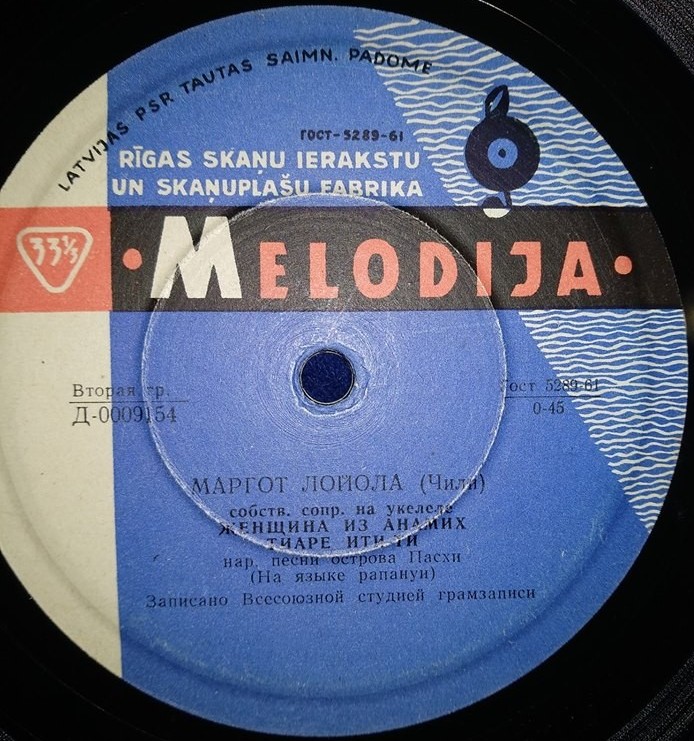 LATVIJAS PSR TAUTAS SAIMN. PADOME
ГОСТ-5289-61
RĪGAS SKAŅU IERAKSTU
UN SKAŅUPLAŠU FABRIKA
33⅓
• MELODIJA •
Вторая гр.
Д-0009154
Гост 5289-61
0-45
МАРГОТ ЛОЙОЛА (Чили)
собств. сопр. на укелеле
ЖЕНЩИНА ИЗ АНАМИХ
ТИАРЕ ИТИ ТИ
нар. песни острова Пасхи
(На языке рапануи)
Записано Всесоюзной студией грамзаписи